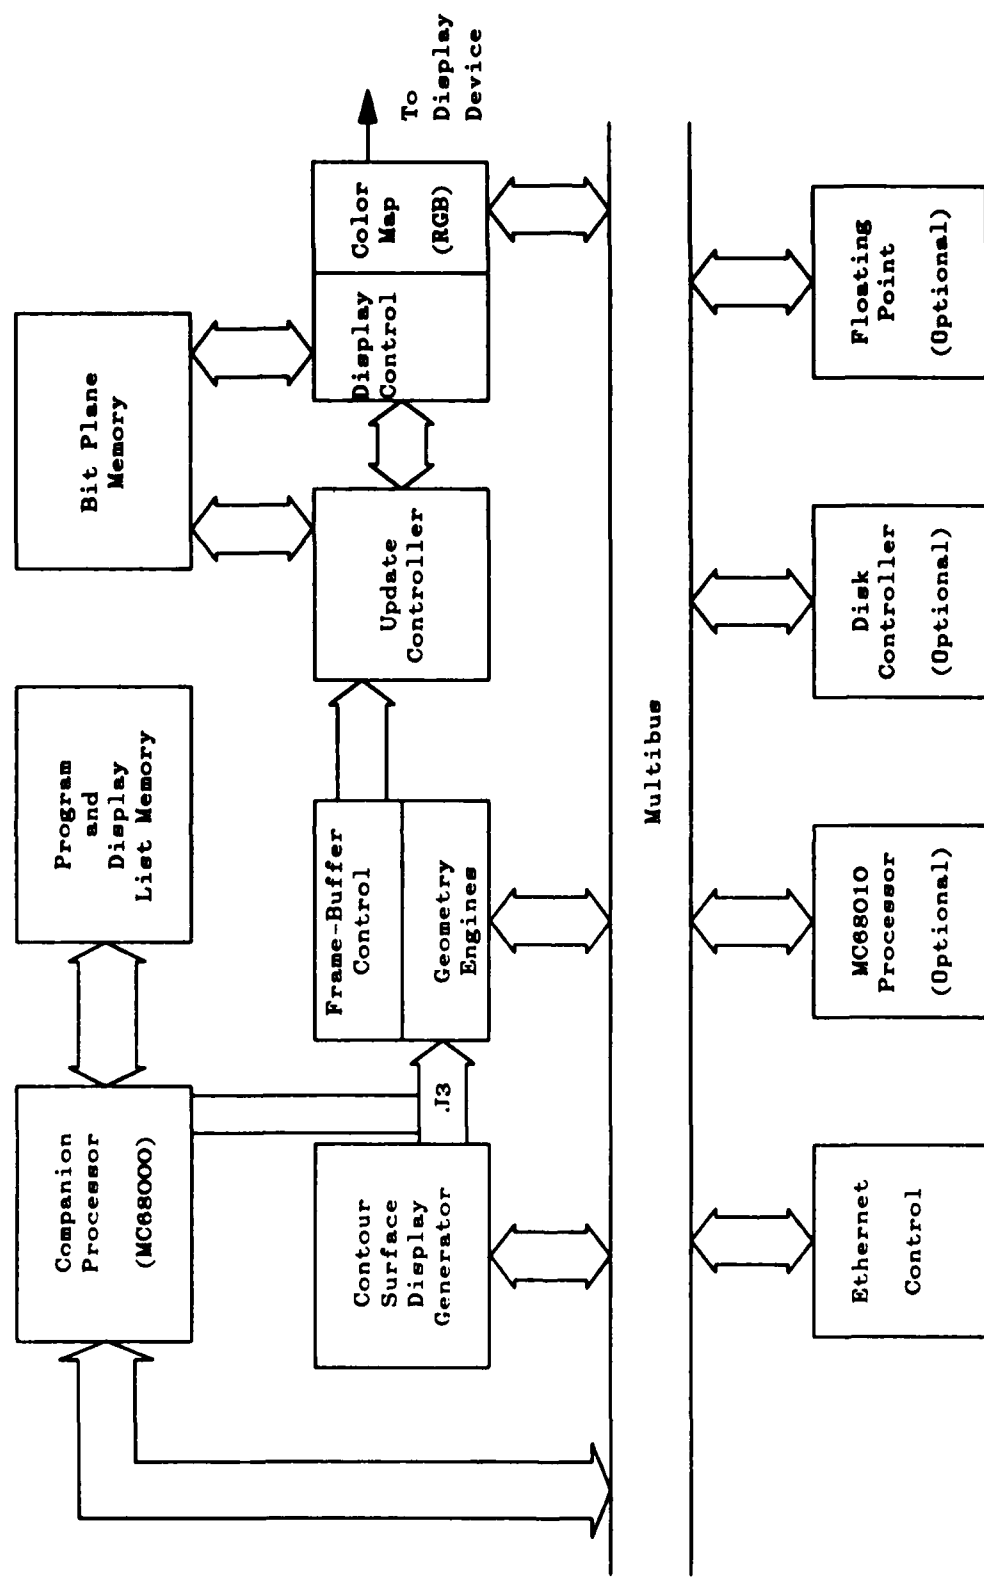 Companion
Processor
(MC68000)
Program
and
Display
List Memory
Bit Plane
Memory
Contour
Surface
Display
Generator
J3
Frame-Buffer
Control
Geometry
Engines
Update
Controller
Display
Control
Color
Map
(RGB)
To
Display
Device
Multibus
Ethernet
Control
MC68010
Processor
(Optional)
Disk
Controller
(Optional)
Floating
Point
(Optional)